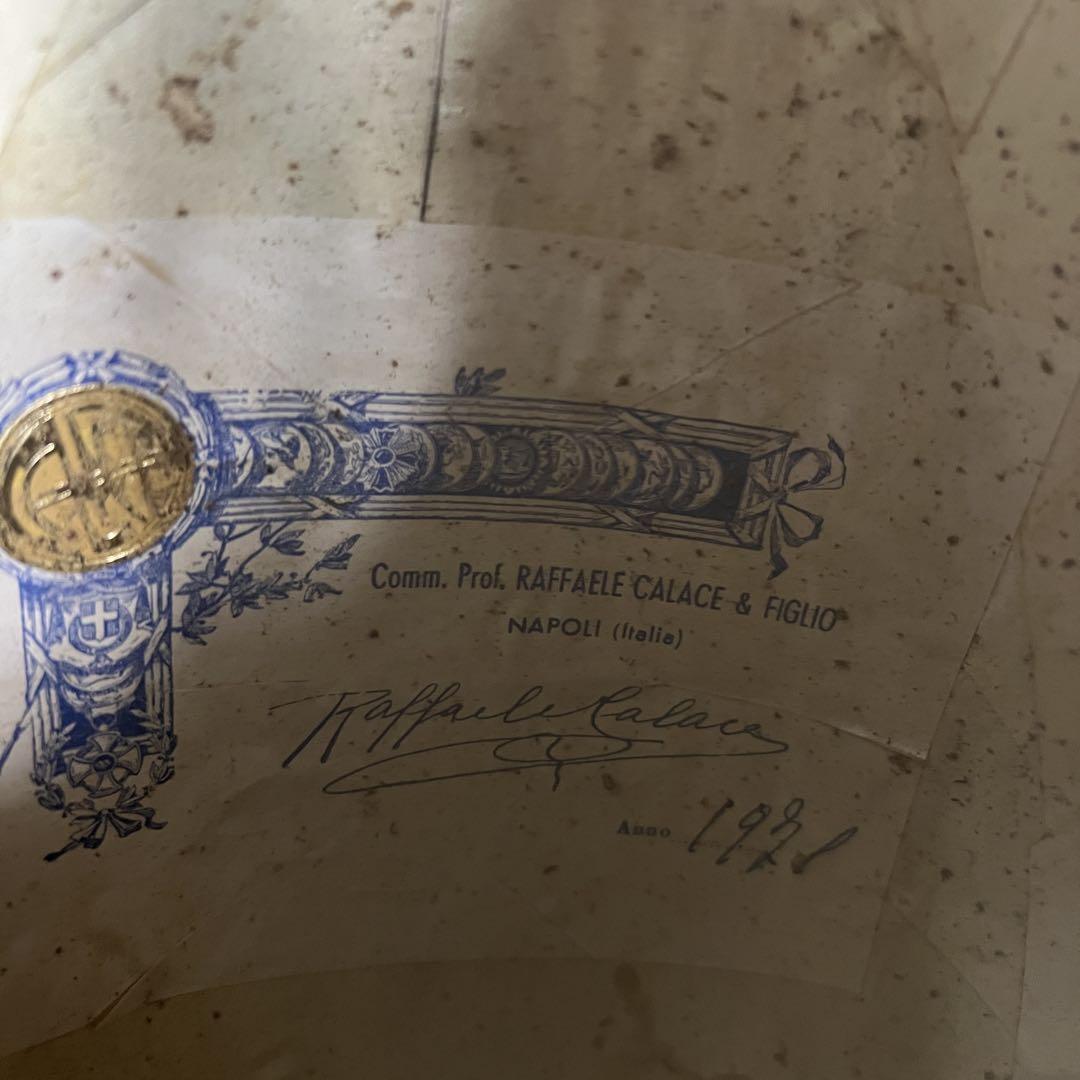 Comm. Prof. RAFFAELE CALACE & FIGLIO
NAPOLI (Italia)
Raffaele Calace
Anno 1921